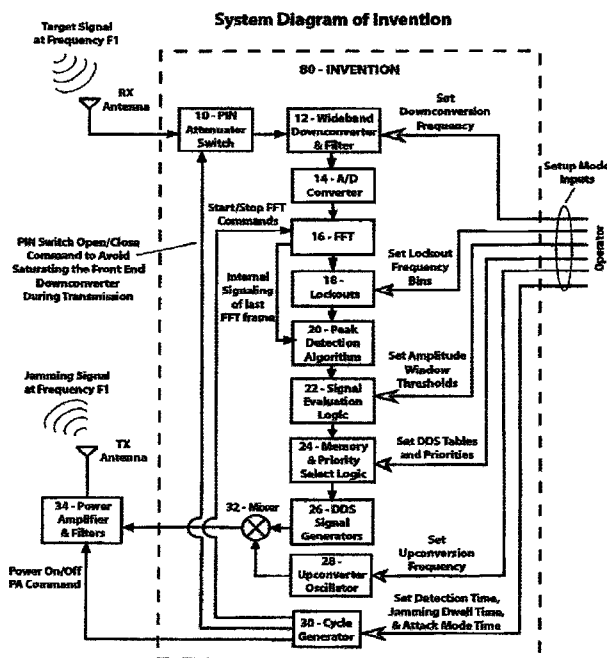 System Diagram of Invention
Target Signal
at Frequency F1
80 - INVENTION
RX
Antenna
10 - PIN
Attenuator
Switch
12 - Wideband
Downconverter
& Filter
Set
Downconversion
Frequency
14 - A/D
Converter
Setup Mode
Inputs
Start/Stop FFT
Commands
16 - FFT
Operator
PIN Switch Open/Close
Command to Avoid
Saturating the Front End
Downconverter
During Transmission
Internal
Signaling
of last
FFT frame
18 -
Lockouts
Set Lockout
Frequency
Bins
20 - Peak
Detection
Algorithm
Jamming Signal
at Frequency F1
22 - Signal
Evaluation
Logic
Set Amplitude
Window
Thresholds
TX
Antenna
24 - Memory
& Priority
Select Logic
Set DDS Tables
and Priorities
34 - Power
Amplifier
& Filters
32 - Mixer
26 - DDS
Signal
Generators
Power On/Off
PA Command
28 -
Upconverter
Oscillator
Set
Upconversion
Frequency
30 - Cycle
Generator
Set Detection Time,
Jamming Dwell Time,
& Attack Mode Time